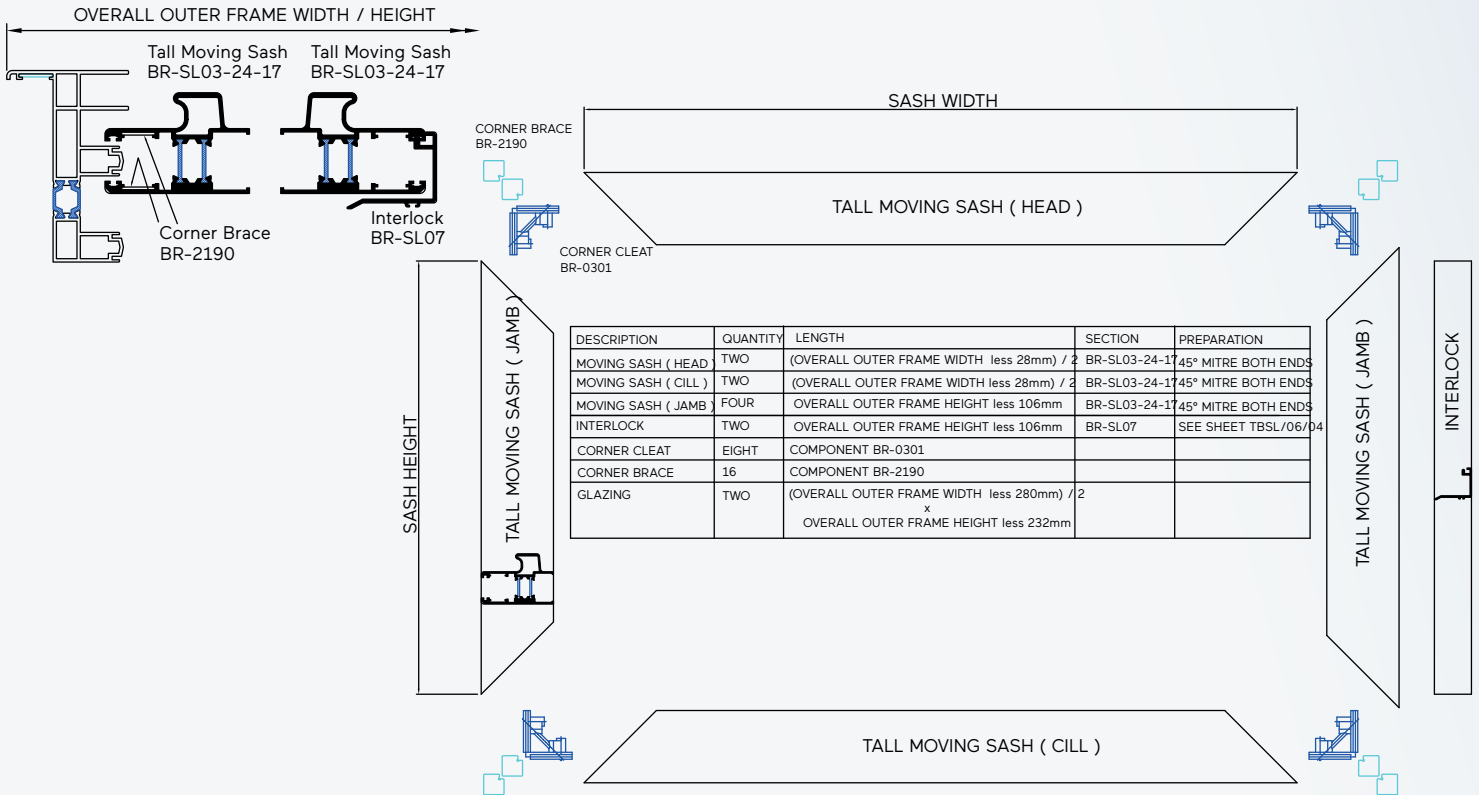 OVERALL OUTER FRAME WIDTH / HEIGHT
Tall Moving Sash
BR-SL03-24-17
Tall Moving Sash
BR-SL03-24-17
Corner Brace
BR-2190
Interlock
BR-SL07
SASH WIDTH
CORNER BRACE
BR-2190
TALL MOVING SASH ( HEAD )
CORNER CLEAT
BR-0301
SASH HEIGHT
TALL MOVING SASH ( JAMB )
DESCRIPTION QUANTITY LENGTH SECTION PREPARATION
MOVING SASH ( HEAD ) TWO (OVERALL OUTER FRAME WIDTH less 28mm) / 2 BR-SL03-24-17 45° MITRE BOTH ENDS
MOVING SASH ( CILL ) TWO (OVERALL OUTER FRAME WIDTH less 28mm) / 2 BR-SL03-24-17 45° MITRE BOTH ENDS
MOVING SASH ( JAMB ) FOUR OVERALL OUTER FRAME HEIGHT less 106mm BR-SL03-24-17 45° MITRE BOTH ENDS
INTERLOCK TWO OVERALL OUTER FRAME HEIGHT less 106mm BR-SL07 SEE SHEET TBSL/06/04
CORNER CLEAT EIGHT COMPONENT BR-0301
CORNER BRACE 16 COMPONENT BR-2190
GLAZING TWO (OVERALL OUTER FRAME WIDTH less 280mm) / 2
x
OVERALL OUTER FRAME HEIGHT less 232mm
TALL MOVING SASH ( JAMB )
INTERLOCK
TALL MOVING SASH ( CILL )